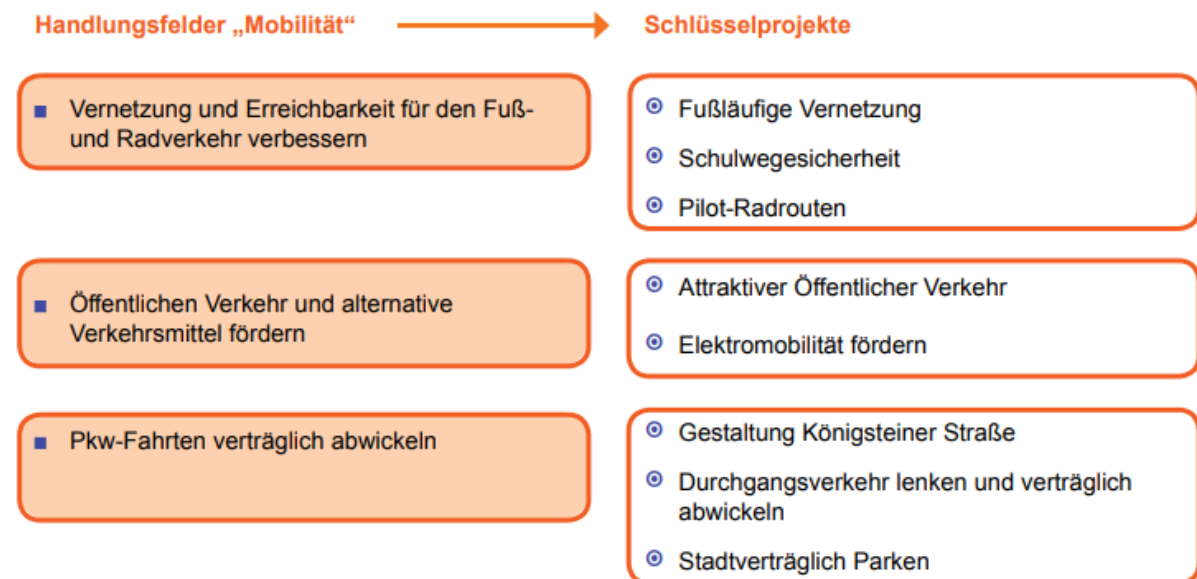 Handlungsfelder „Mobilität“
Schlüsselprojekte
Vernetzung und Erreichbarkeit für den Fuß-
und Radverkehr verbessern
Fußläufige Vernetzung
Schulwegesicherheit
Pilot-Radrouten
Öffentlichen Verkehr und alternative
Verkehrsmittel fördern
Attraktiver Öffentlicher Verkehr
Elektromobilität fördern
Pkw-Fahrten verträglich abwickeln
Gestaltung Königsteiner Straße
Durchgangsverkehr lenken und verträglich
abwickeln
Stadtverträglich Parken